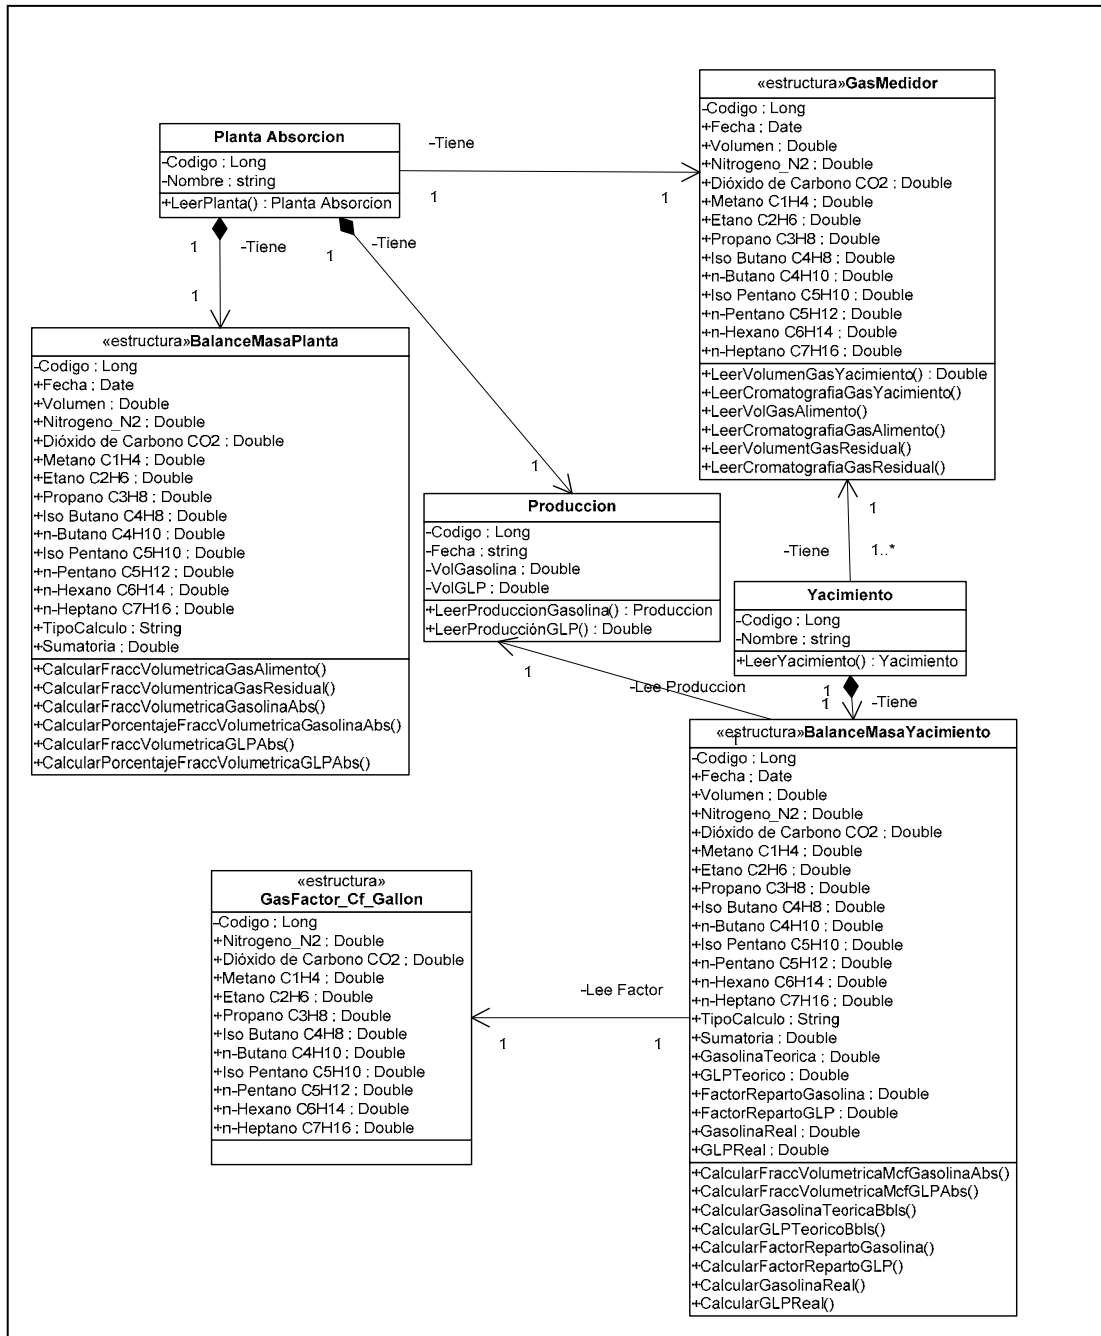 «estructura»GasMedidor
-Codigo : Long
+Fecha : Date
+Volumen : Double
+Nitrogeno_N2 : Double
+Dióxido de Carbono CO2 : Double
+Metano C1H4 : Double
+Etano C2H6 : Double
+Propano C3H8 : Double
+Iso Butano C4H8 : Double
+n-Butano C4H10 : Double
+Iso Pentano C5H10 : Double
+n-Pentano C5H12 : Double
+n-Hexano C6H14 : Double
+n-Heptano C7H16 : Double
+LeerVolumenGasYacimiento() : Double
+LeerCromatografiaGasYacimiento()
+LeerVolGasAlimento()
+LeerCromatografiaGasAlimento()
+LeerVolumentGasResidual()
+LeerCromatografiaGasResidual()
Planta Absorcion
-Codigo : Long
-Nombre : string
+LeerPlanta() : Planta Absorcion
-Tiene
1
1
1
-Tiene
1
1
-Tiene
1
«estructura»BalanceMasaPlanta
-Codigo : Long
+Fecha : Date
+Volumen : Double
+Nitrogeno_N2 : Double
+Dióxido de Carbono CO2 : Double
+Metano C1H4 : Double
+Etano C2H6 : Double
+Propano C3H8 : Double
+Iso Butano C4H8 : Double
+n-Butano C4H10 : Double
+Iso Pentano C5H10 : Double
+n-Pentano C5H12 : Double
+n-Hexano C6H14 : Double
+n-Heptano C7H16 : Double
+TipoCalculo : String
+Sumatoria : Double
+CalcularFraccVolumetricaGasAlimento()
+CalcularFraccVolumentricaGasResidual()
+CalcularFraccVolumetricaGasolinaAbs()
+CalcularPorcentajeFraccVolumetricaGasolinaAbs()
+CalcularFraccVolumetricaGLPAbs()
+CalcularPorcentajeFraccVolumetricaGLPAbs()
Produccion
-Codigo : Long
-Fecha : string
-VolGasolina : Double
-VolGLP : Double
+LeerProduccionGasolina() : Produccion
+LeerProducciónGLP() : Double
1
-Tiene
1..*
Yacimiento
-Codigo : Long
-Nombre : string
+LeerYacimiento() : Yacimiento
1
-Lee Produccion
1
1
1
-Tiene
«estructura»BalanceMasaYacimiento
-Codigo : Long
+Fecha : Date
+Volumen : Double
+Nitrogeno_N2 : Double
+Dióxido de Carbono CO2 : Double
+Metano C1H4 : Double
+Etano C2H6 : Double
+Propano C3H8 : Double
+Iso Butano C4H8 : Double
+n-Butano C4H10 : Double
+Iso Pentano C5H10 : Double
+n-Pentano C5H12 : Double
+n-Hexano C6H14 : Double
+n-Heptano C7H16 : Double
+TipoCalculo : String
+Sumatoria : Double
+GasolinaTeorica : Double
+GLPTeorico : Double
+FactorRepartoGasolina : Double
+FactorRepartoGLP : Double
+GasolinaReal : Double
+GLPReal : Double
+CalcularFraccVolumetricaMcfGasolinaAbs()
+CalcularFraccVolumetricaMcfGLPAbs()
+CalcularGasolinaTeoricaBbls()
+CalcularGLPTeoricoBbls()
+CalcularFactorRepartoGasolina()
+CalcularFactorRepartoGLP()
+CalcularGasolinaReal()
+CalcularGLPReal()
«estructura»
GasFactor_Cf_Gallon
-Codigo : Long
+Nitrogeno_N2 : Double
+Dióxido de Carbono CO2 : Double
+Metano C1H4 : Double
+Etano C2H6 : Double
+Propano C3H8 : Double
+Iso Butano C4H8 : Double
+n-Butano C4H10 : Double
+Iso Pentano C5H10 : Double
+n-Pentano C5H12 : Double
+n-Hexano C6H14 : Double
+n-Heptano C7H16 : Double
-Lee Factor
1
1